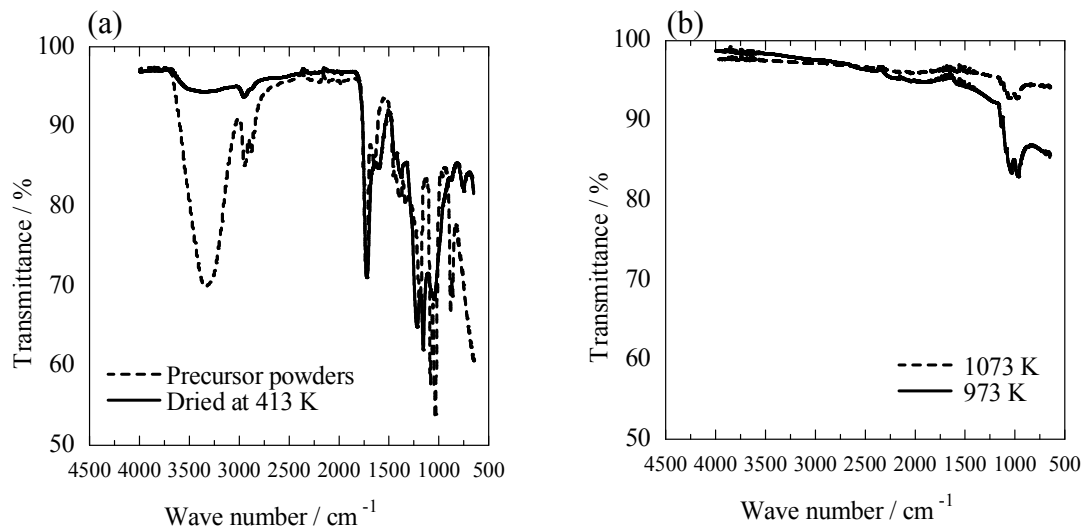 (a)
100
90
80
70
60
50
Transmittance / %
Precursor powders
Dried at 413 K
4500 4000 3500 3000 2500 2000 1500 1000 500
Wave number / cm⁻¹
(b)
100
90
80
70
60
50
Transmittance / %
1073 K
973 K
4500 4000 3500 3000 2500 2000 1500 1000 500
Wave number / cm⁻¹